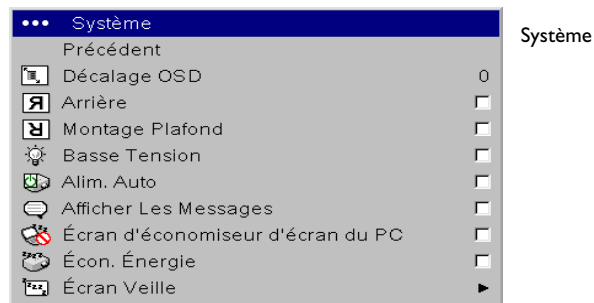 ••• Système
Système
Précédent
Décalage OSD 0
Arrière
Montage Plafond
Basse Tension
Alim. Auto
Afficher Les Messages
Écran d'économiseur d'écran du PC
Écon. Énergie
Écran Veille